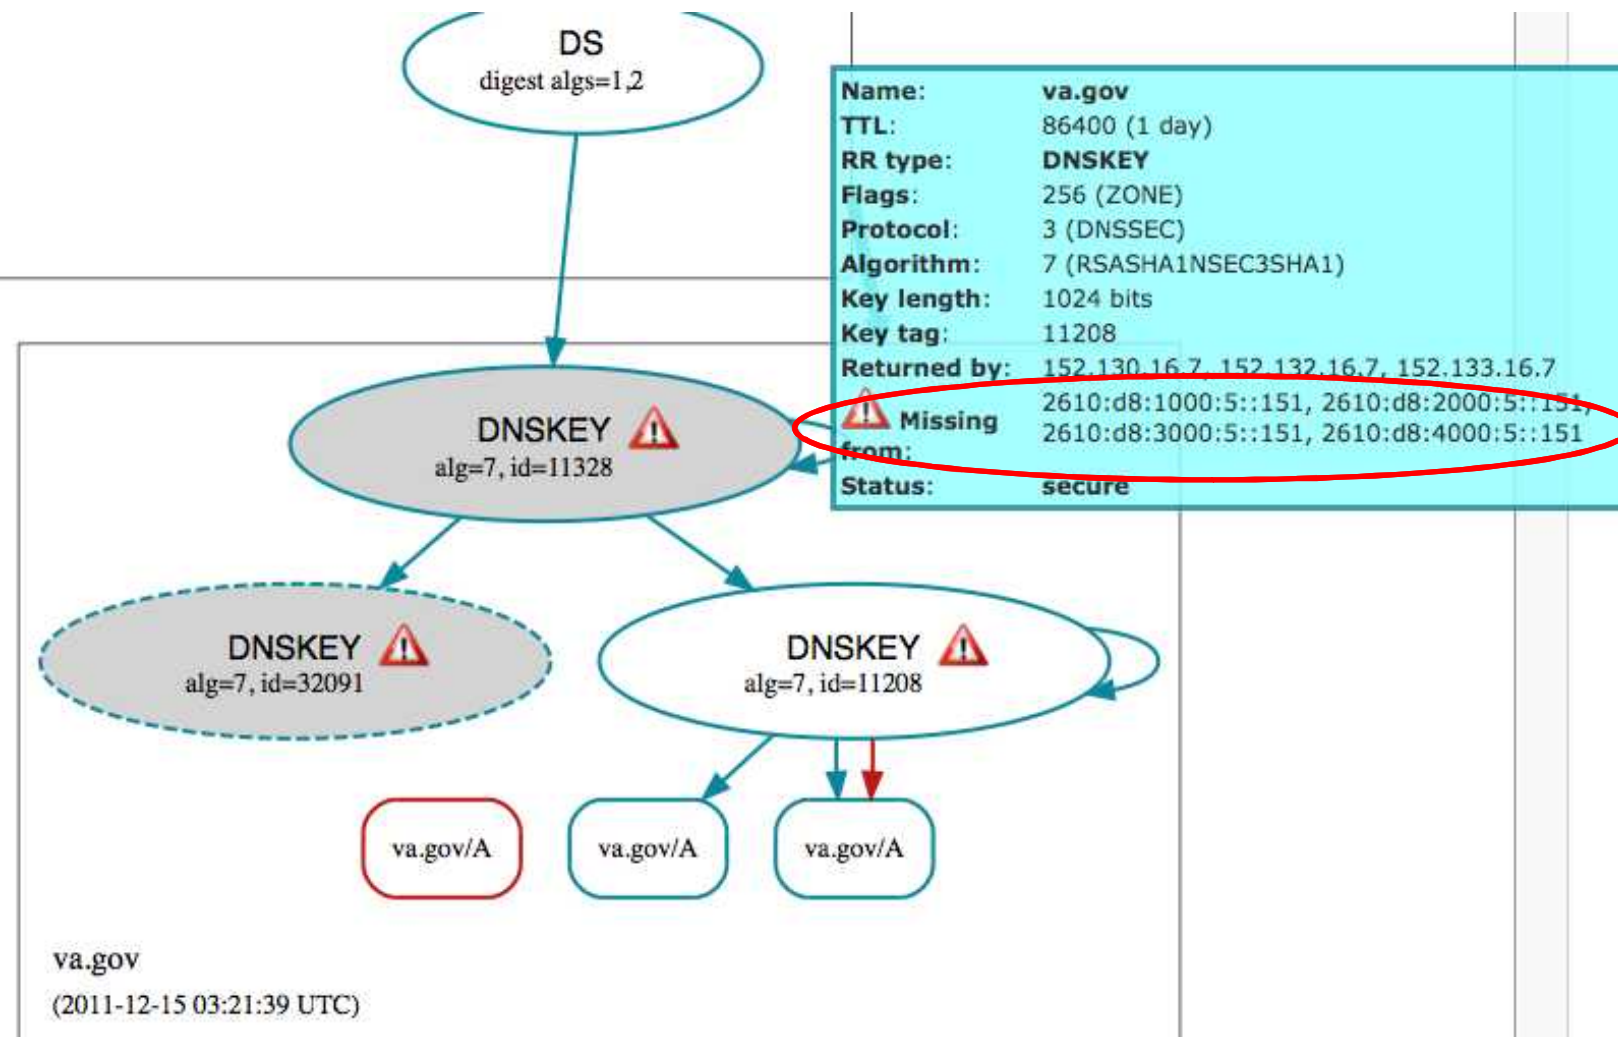 DS
digest algs=1,2
Name: va.gov
TTL: 86400 (1 day)
RR type: DNSKEY
Flags: 256 (ZONE)
Protocol: 3 (DNSSEC)
Algorithm: 7 (RSASHA1NSEC3SHA1)
Key length: 1024 bits
Key tag: 11208
Returned by: 152.130.16.7, 152.132.16.7, 152.133.16.7
Missing from: 2610:d8:1000:5::151, 2610:d8:2000:5::151,
2610:d8:3000:5::151, 2610:d8:4000:5::151
Status: secure
DNSKEY
alg=7, id=11328
DNSKEY
alg=7, id=32091
DNSKEY
alg=7, id=11208
va.gov/A
va.gov/A
va.gov/A
va.gov
(2011-12-15 03:21:39 UTC)